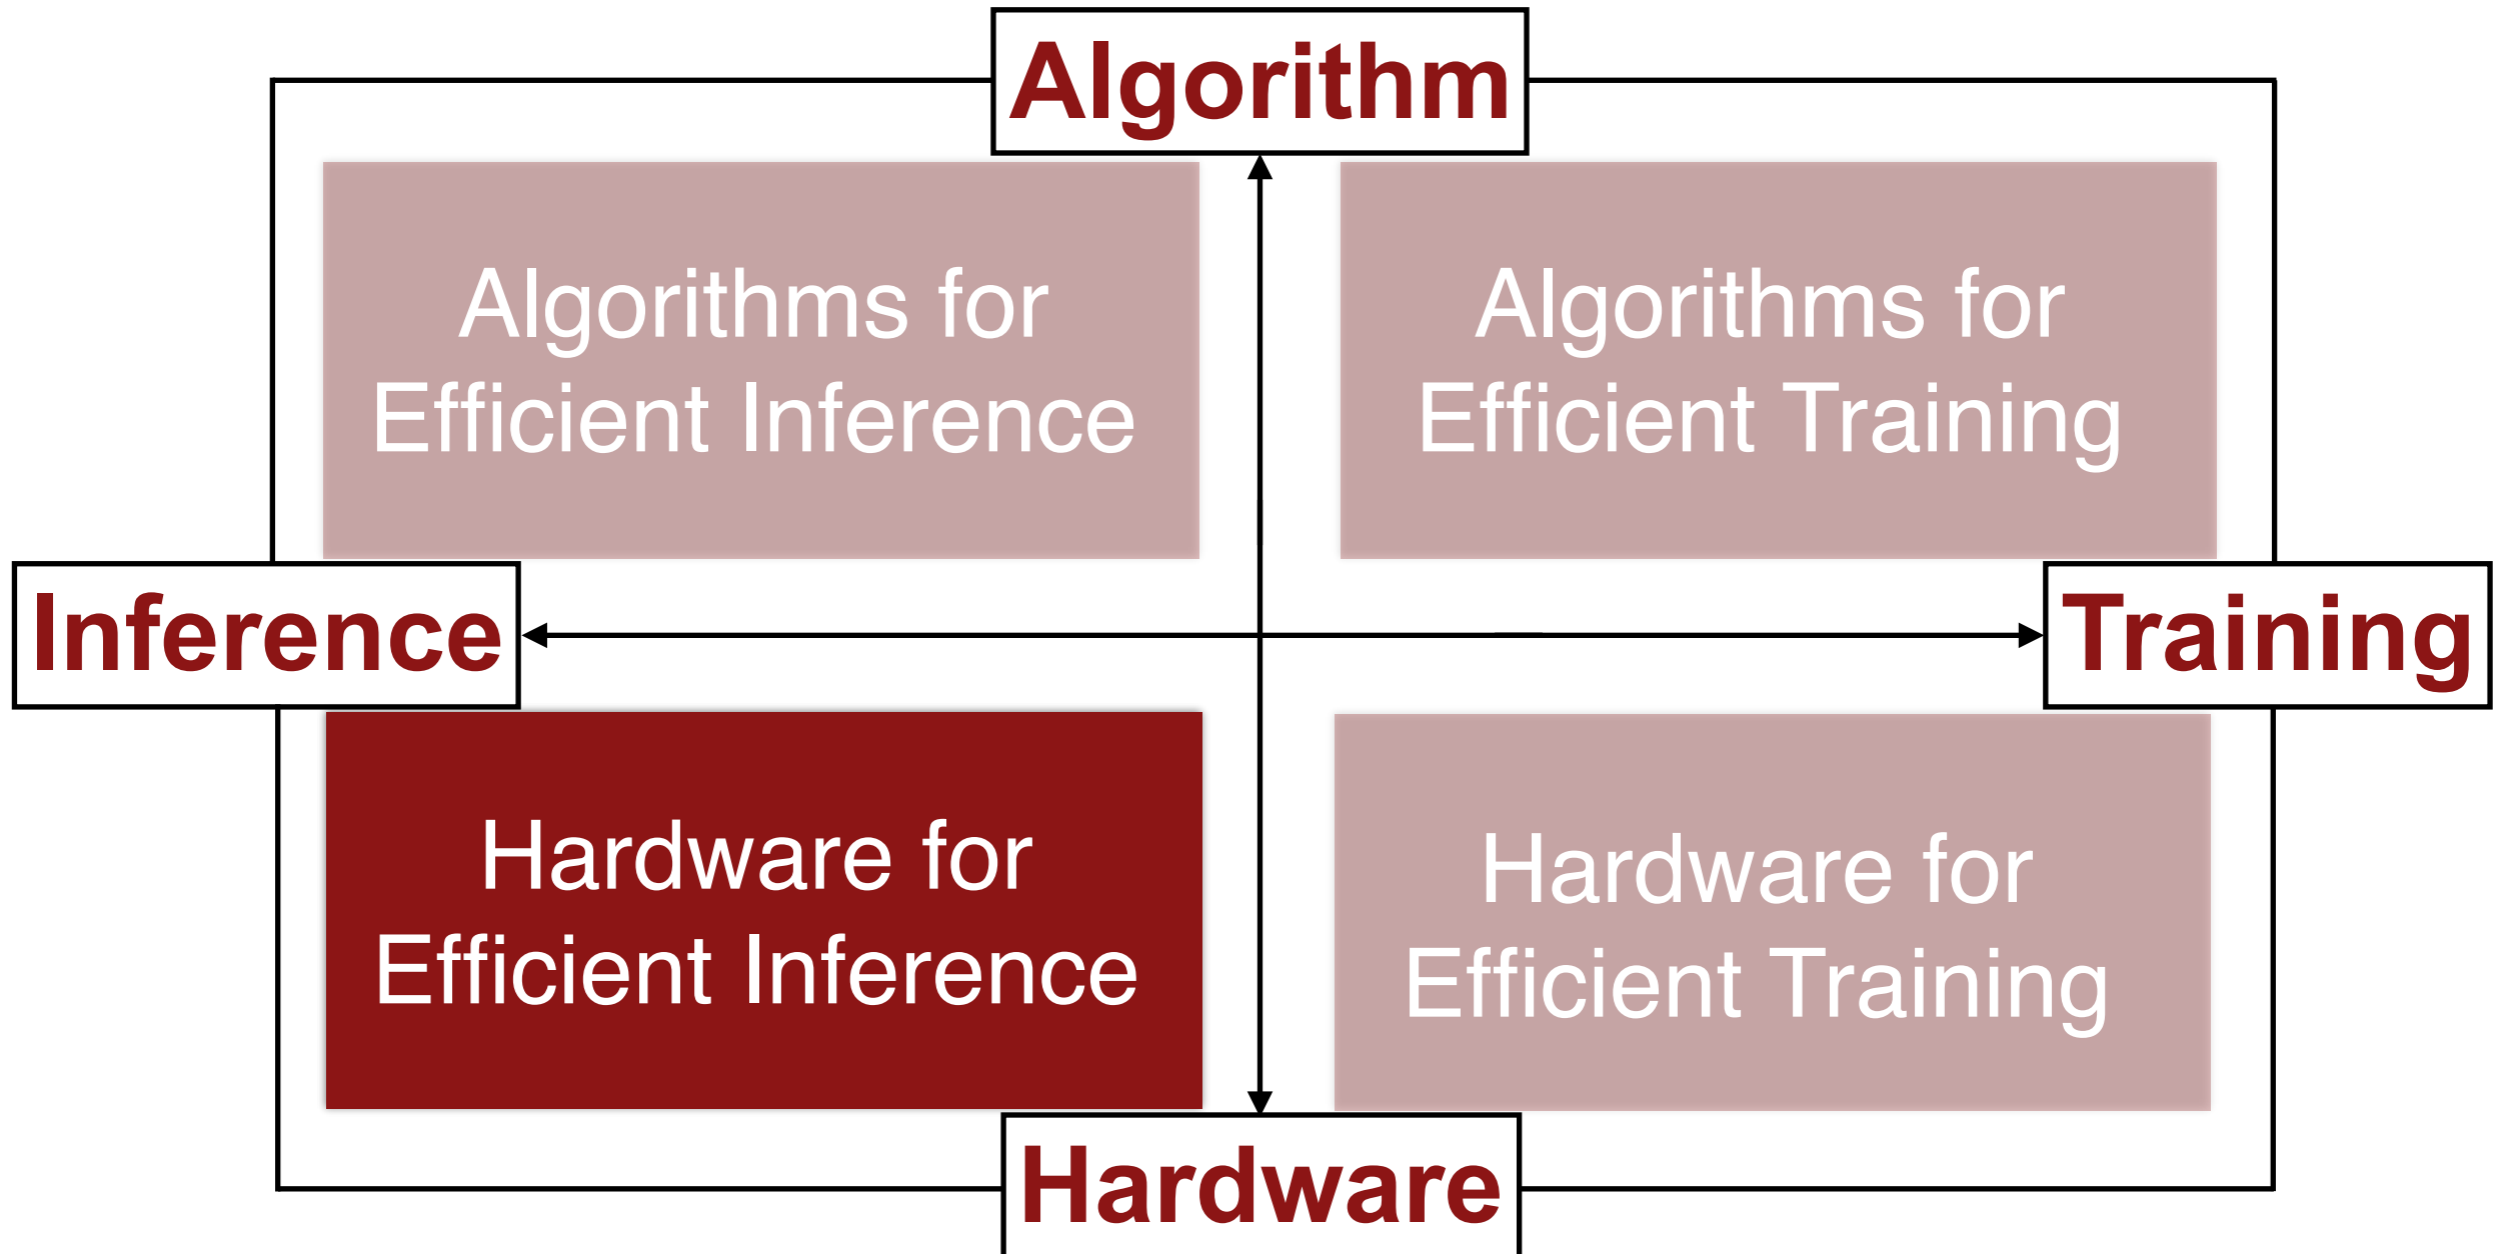 Algorithm
Algorithms for
Efficient Inference
Algorithms for
Efficient Training
Inference
Training
Hardware for
Efficient Inference
Hardware for
Efficient Training
Hardware